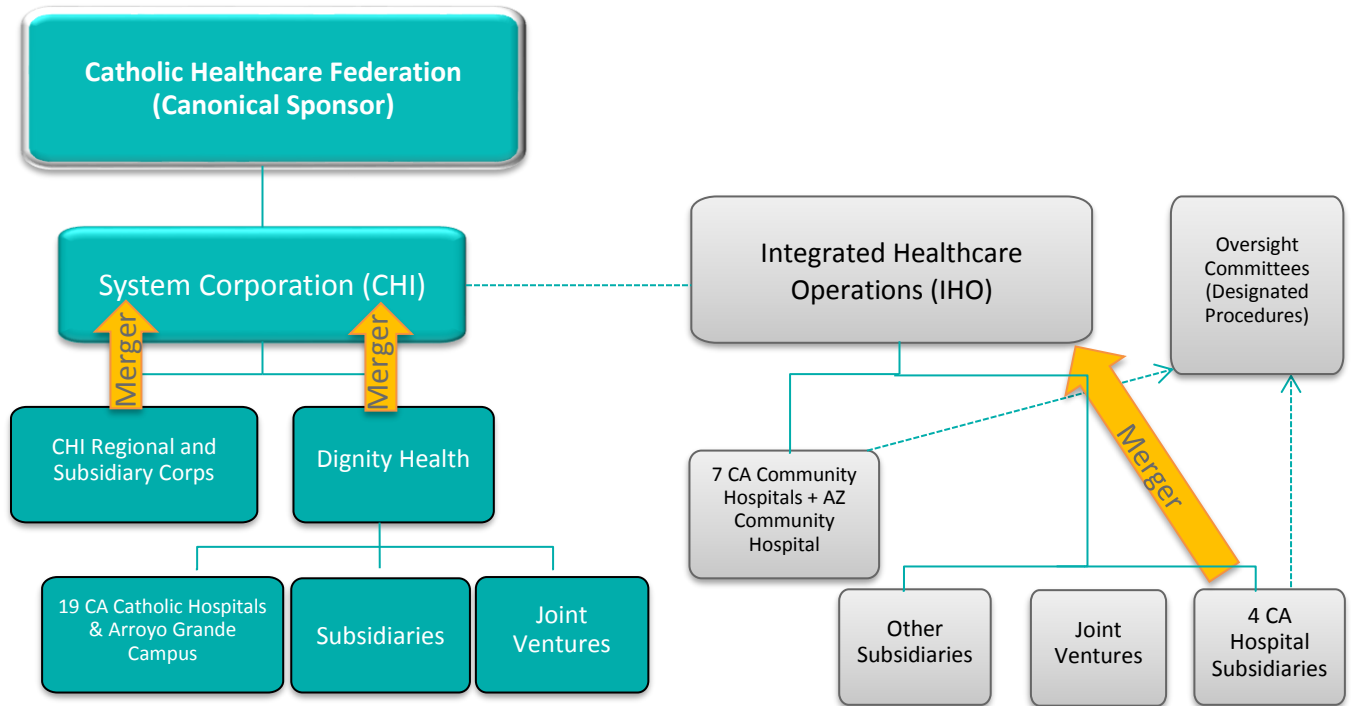 Catholic Healthcare Federation
(Canonical Sponsor)
System Corporation (CHI)
Integrated Healthcare
Operations (IHO)
Oversight
Committees
(Designated
Procedures)
Merger
Merger
CHI Regional and
Subsidiary Corps
Dignity Health
7 CA Community
Hospitals + AZ
Community
Hospital
Merger
19 CA Catholic Hospitals
& Arroyo Grande
Campus
Subsidiaries
Joint
Ventures
Other
Subsidiaries
Joint
Ventures
4 CA
Hospital
Subsidiaries